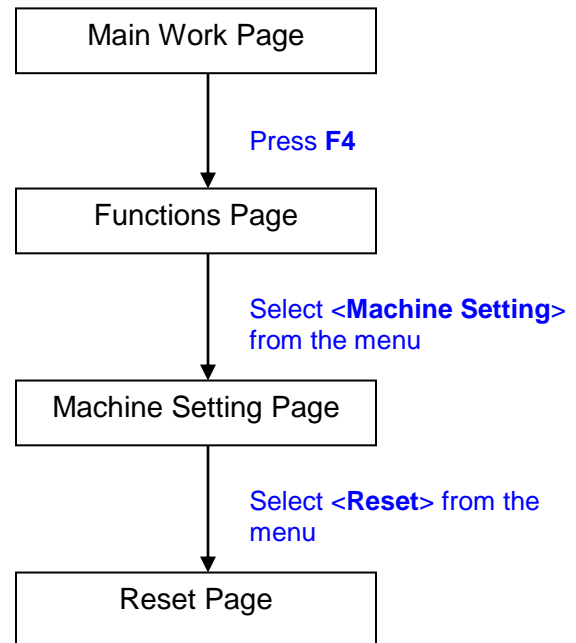 Main Work Page
Press F4
Functions Page
Select <Machine Setting>
from the menu
Machine Setting Page
Select <Reset> from the
menu
Reset Page